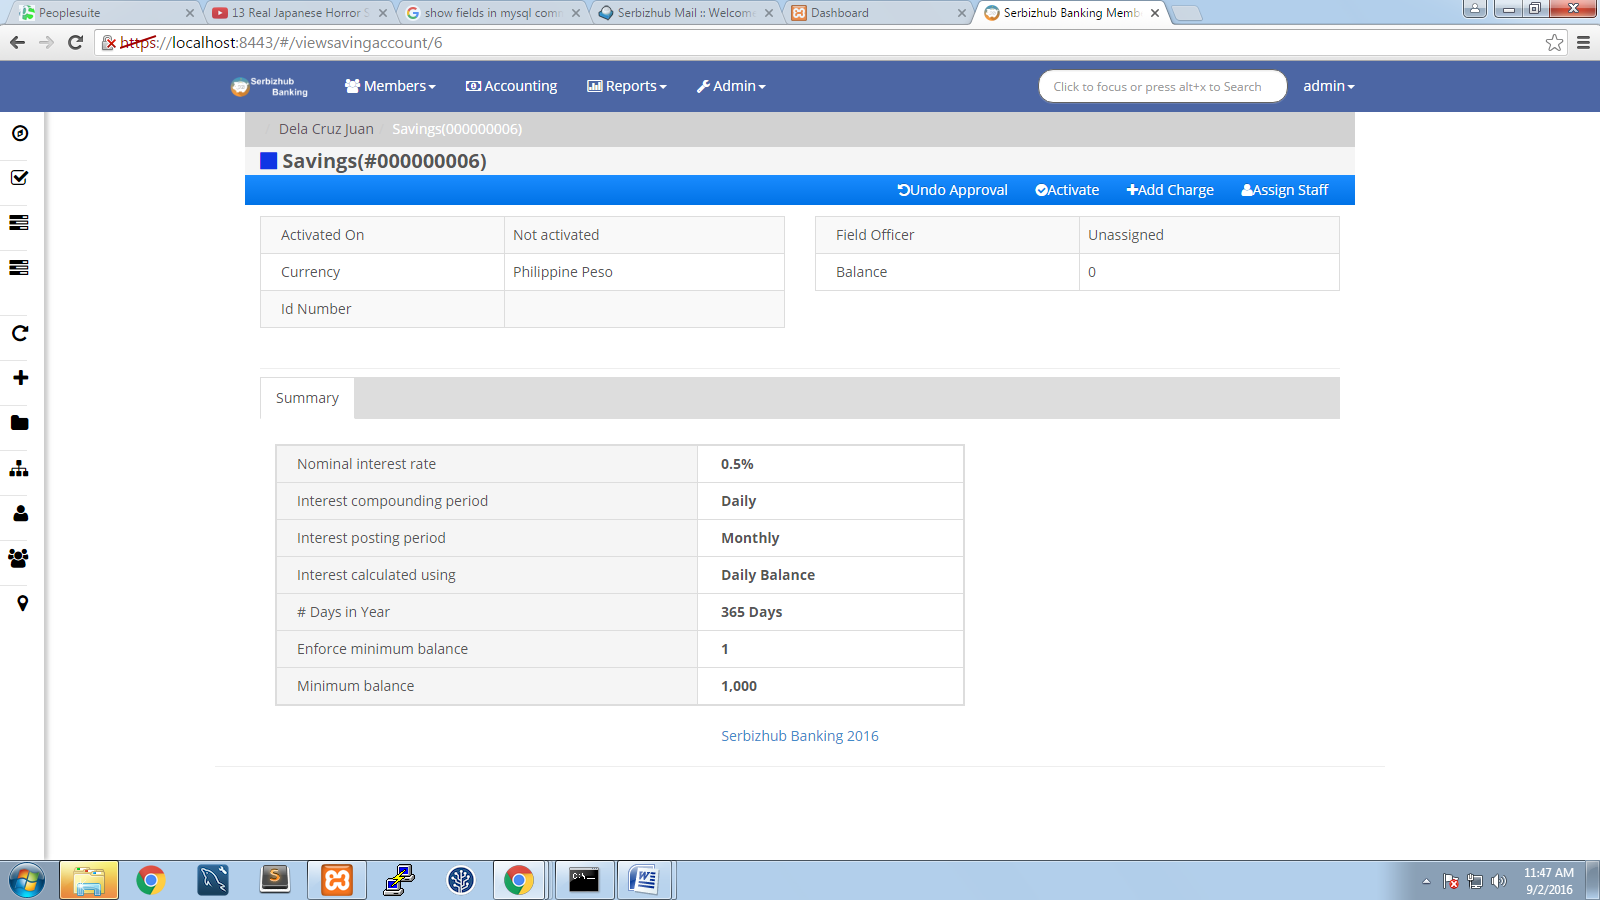 Peoplesuite
13 Real Japanese Horror S
show fields in mysql comm
Serbizhub Mail :: Welcome
Dashboard
Serbizhub Banking Memb
https://localhost:8443/#/viewsavingaccount/6
Serbizhub Banking
Members
Accounting
Reports
Admin
Click to focus or press alt+x to Search
admin
/ Dela Cruz Juan / Savings(000000006)
Savings(#000000006)
Undo Approval
Activate
Add Charge
Assign Staff
Activated On Not activated
Currency Philippine Peso
Id Number
Field Officer Unassigned
Balance 0
Summary
Nominal interest rate 0.5%
Interest compounding period Daily
Interest posting period Monthly
Interest calculated using Daily Balance
# Days in Year 365 Days
Enforce minimum balance 1
Minimum balance 1,000
Serbizhub Banking 2016
11:47 AM
9/2/2016